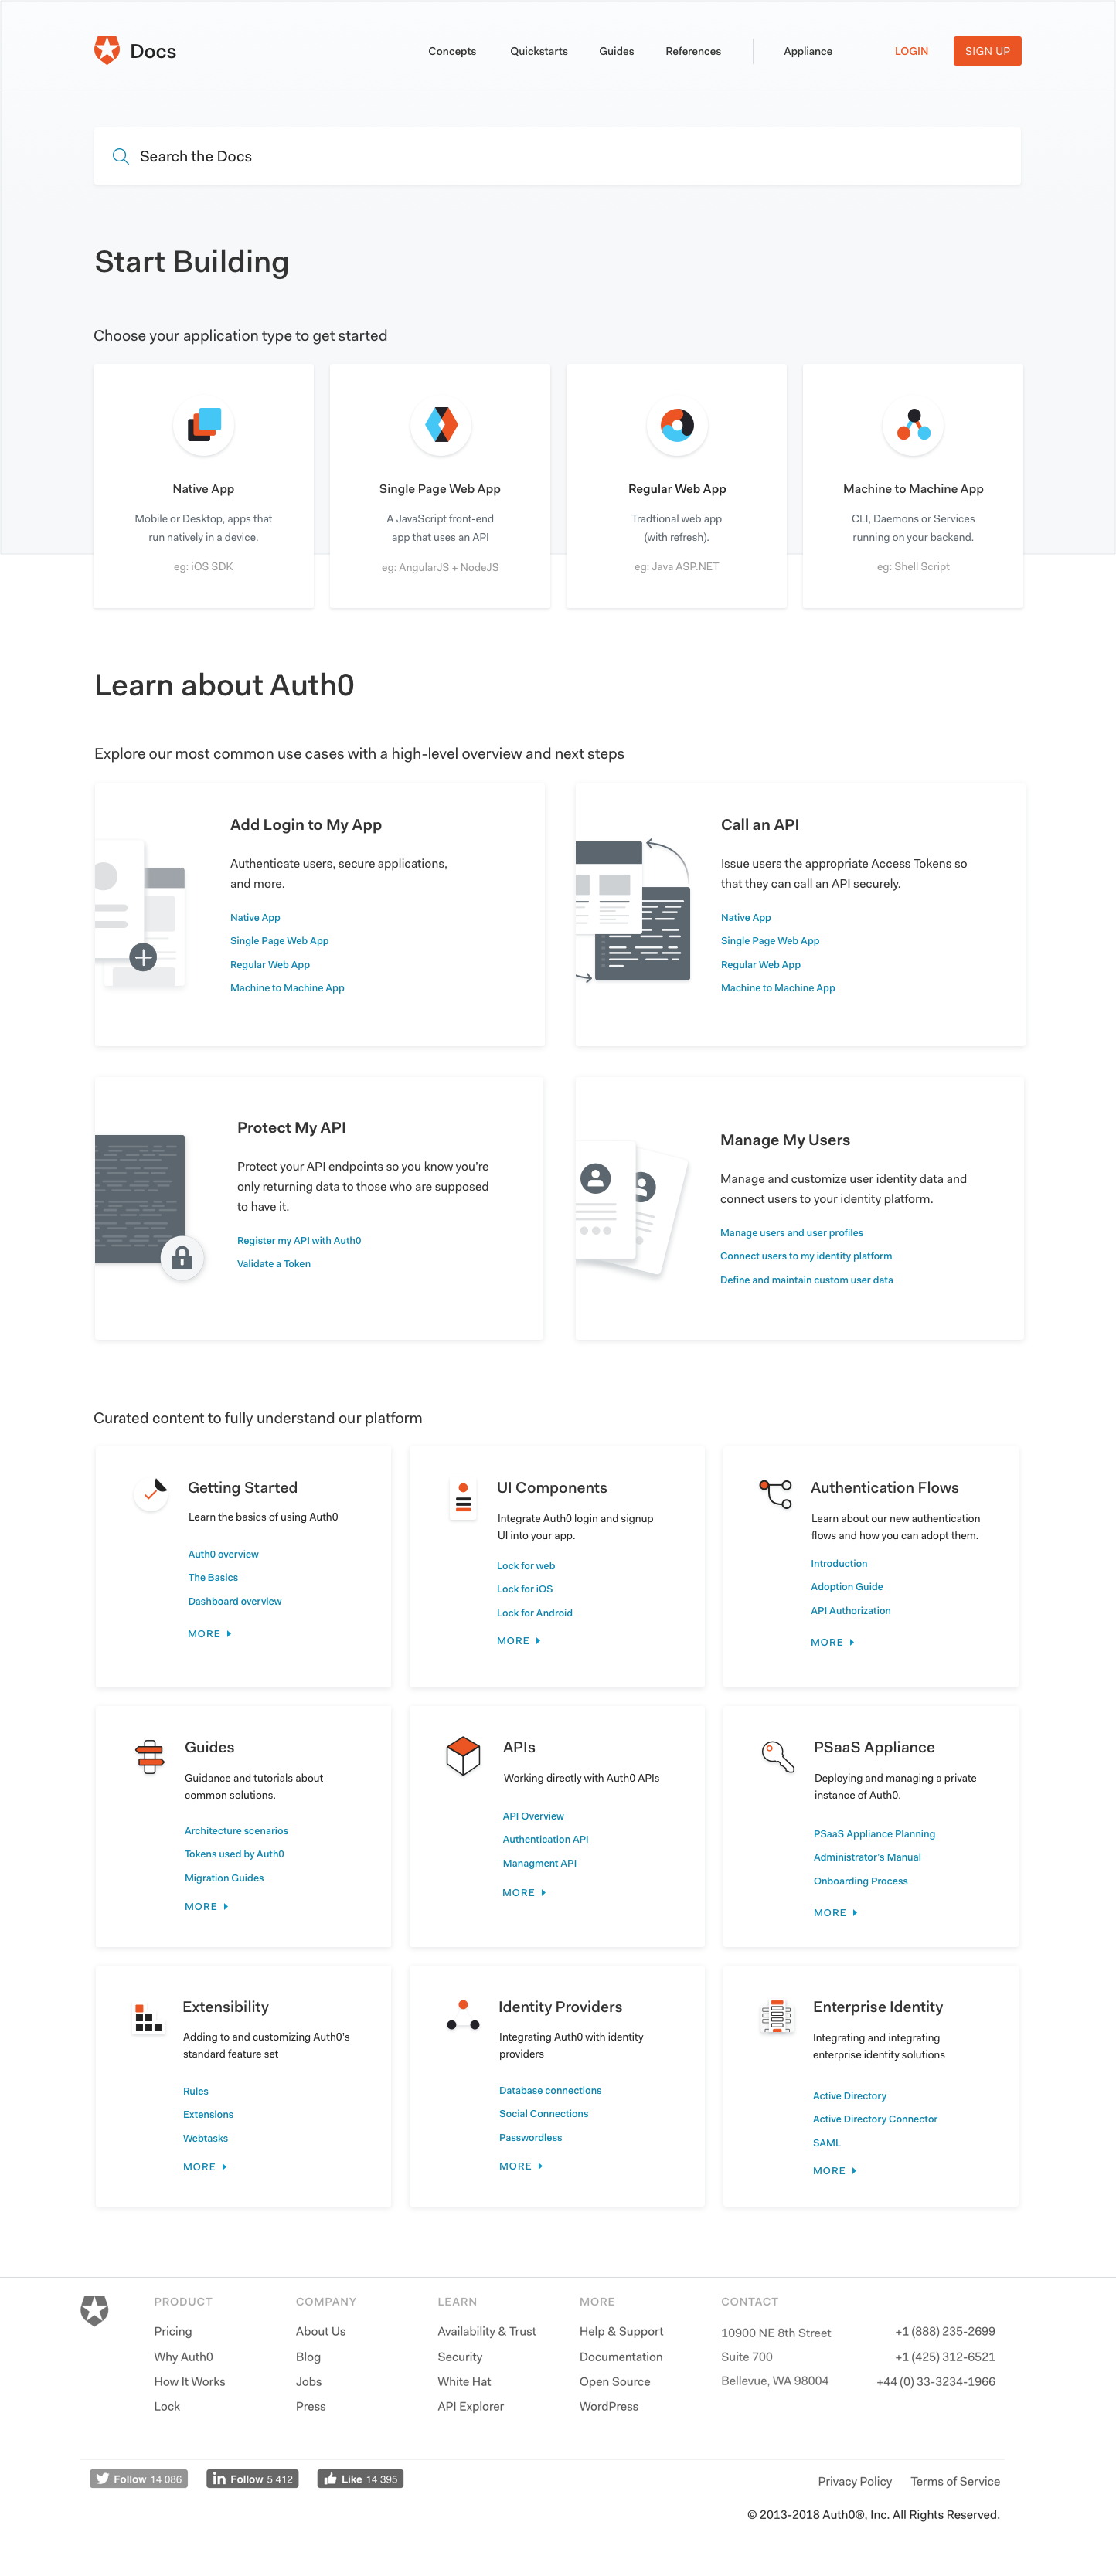 Docs
Concepts
Quickstarts
Guides
References
Appliance
LOGIN
SIGN UP
Search the Docs
Start Building
Choose your application type to get started
Native App
Mobile or Desktop, apps that
run natively in a device.
eg: iOS SDK
Single Page Web App
A JavaScript front-end
app that uses an API
eg: AngularJS + NodeJS
Regular Web App
Tradtional web app
(with refresh).
eg: Java ASP.NET
Machine to Machine App
CLI, Daemons or Services
running on your backend.
eg: Shell Script
Learn about Auth0
Explore our most common use cases with a high-level overview and next steps
Add Login to My App
Authenticate users, secure applications,
and more.
Native App
Single Page Web App
Regular Web App
Machine to Machine App
Call an API
Issue users the appropriate Access Tokens so
that they can call an API securely.
Native App
Single Page Web App
Regular Web App
Machine to Machine App
Protect My API
Protect your API endpoints so you know you're
only returning data to those who are supposed
to have it.
Register my API with Auth0
Validate a Token
Manage My Users
Manage and customize user identity data and
connect users to your identity platform.
Manage users and user profiles
Connect users to my identity platform
Define and maintain custom user data
Curated content to fully understand our platform
Getting Started
Learn the basics of using Auth0
Auth0 overview
The Basics
Dashboard overview
MORE
UI Components
Integrate Auth0 login and signup
UI into your app.
Lock for web
Lock for iOS
Lock for Android
MORE
Authentication Flows
Learn about our new authentication
flows and how you can adopt them.
Introduction
Adoption Guide
API Authorization
MORE
Guides
Guidance and tutorials about
common solutions.
Architecture scenarios
Tokens used by Auth0
Migration Guides
MORE
APIs
Working directly with Auth0 APIs
API Overview
Authentication API
Managment API
MORE
PSaaS Appliance
Deploying and managing a private
instance of Auth0.
PSaaS Appliance Planning
Administrator's Manual
Onboarding Process
MORE
Extensibility
Adding to and customizing Auth0's
standard feature set
Rules
Extensions
Webtasks
MORE
Identity Providers
Integrating Auth0 with identity
providers
Database connections
Social Connections
Passwordless
MORE
Enterprise Identity
Integrating and integrating
enterprise identity solutions
Active Directory
Active Directory Connector
SAML
MORE
PRODUCT
Pricing
Why Auth0
How It Works
Lock
COMPANY
About Us
Blog
Jobs
Press
LEARN
Availability & Trust
Security
White Hat
API Explorer
MORE
Help & Support
Documentation
Open Source
WordPress
CONTACT
10900 NE 8th Street
Suite 700
Bellevue, WA 98004
+1 (888) 235-2699
+1 (425) 312-6521
+44 (0) 33-3234-1966
Follow 14 086
Follow 5 412
Like 14 395
Privacy Policy
Terms of Service
© 2013-2018 Auth0®, Inc. All Rights Reserved.